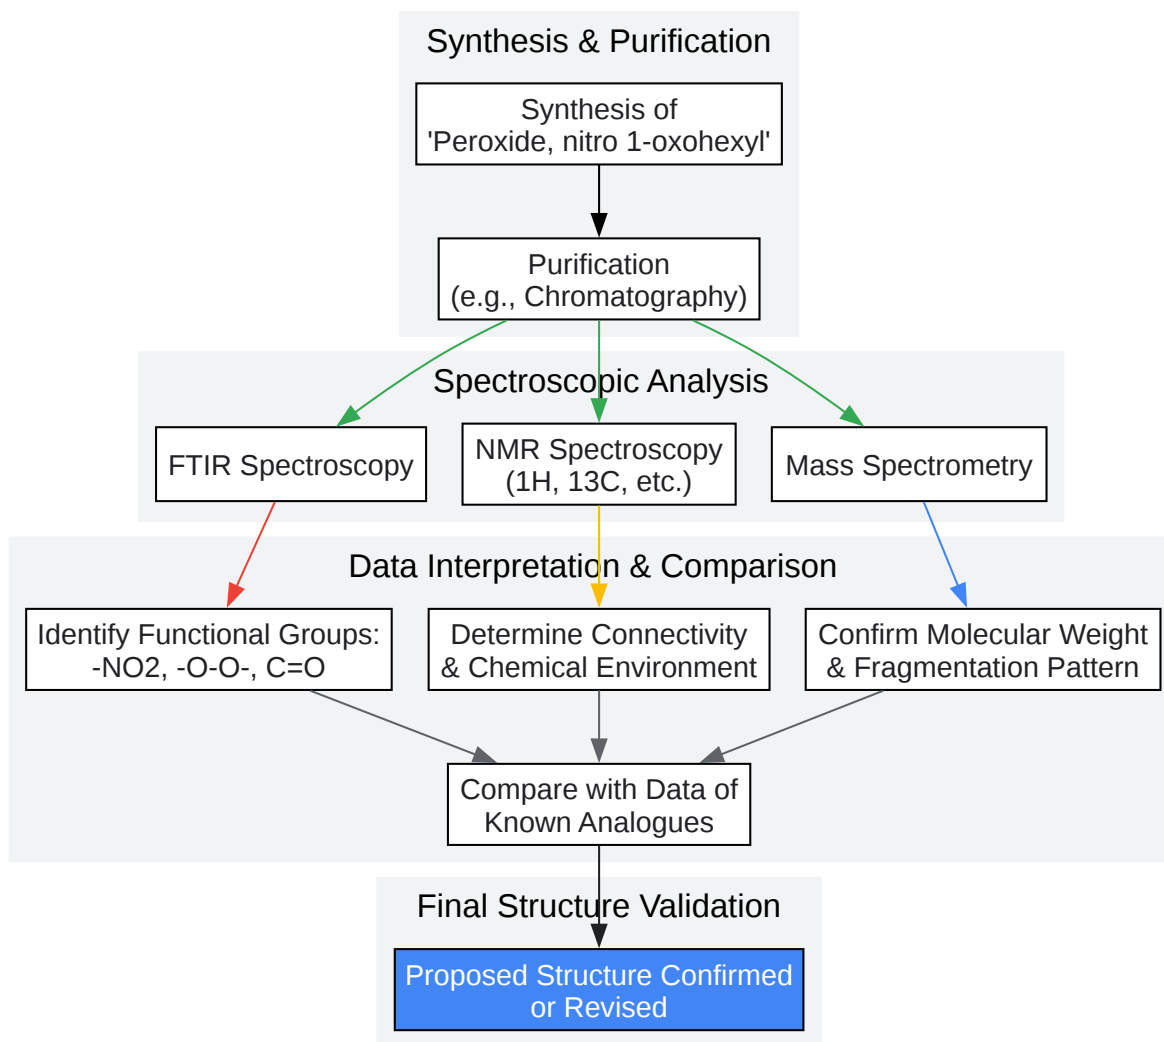 Synthesis & Purification
Synthesis of
'Peroxide, nitro 1-oxohexyl'
Purification
(e.g., Chromatography)
Spectroscopic Analysis
FTIR Spectroscopy
NMR Spectroscopy
(1H, 13C, etc.)
Mass Spectrometry
Data Interpretation & Comparison
Identify Functional Groups:
-NO2, -O-O-, C=O
Determine Connectivity
& Chemical Environment
Confirm Molecular Weight
& Fragmentation Pattern
Compare with Data of
Known Analogues
Final Structure Validation
Proposed Structure Confirmed
or Revised